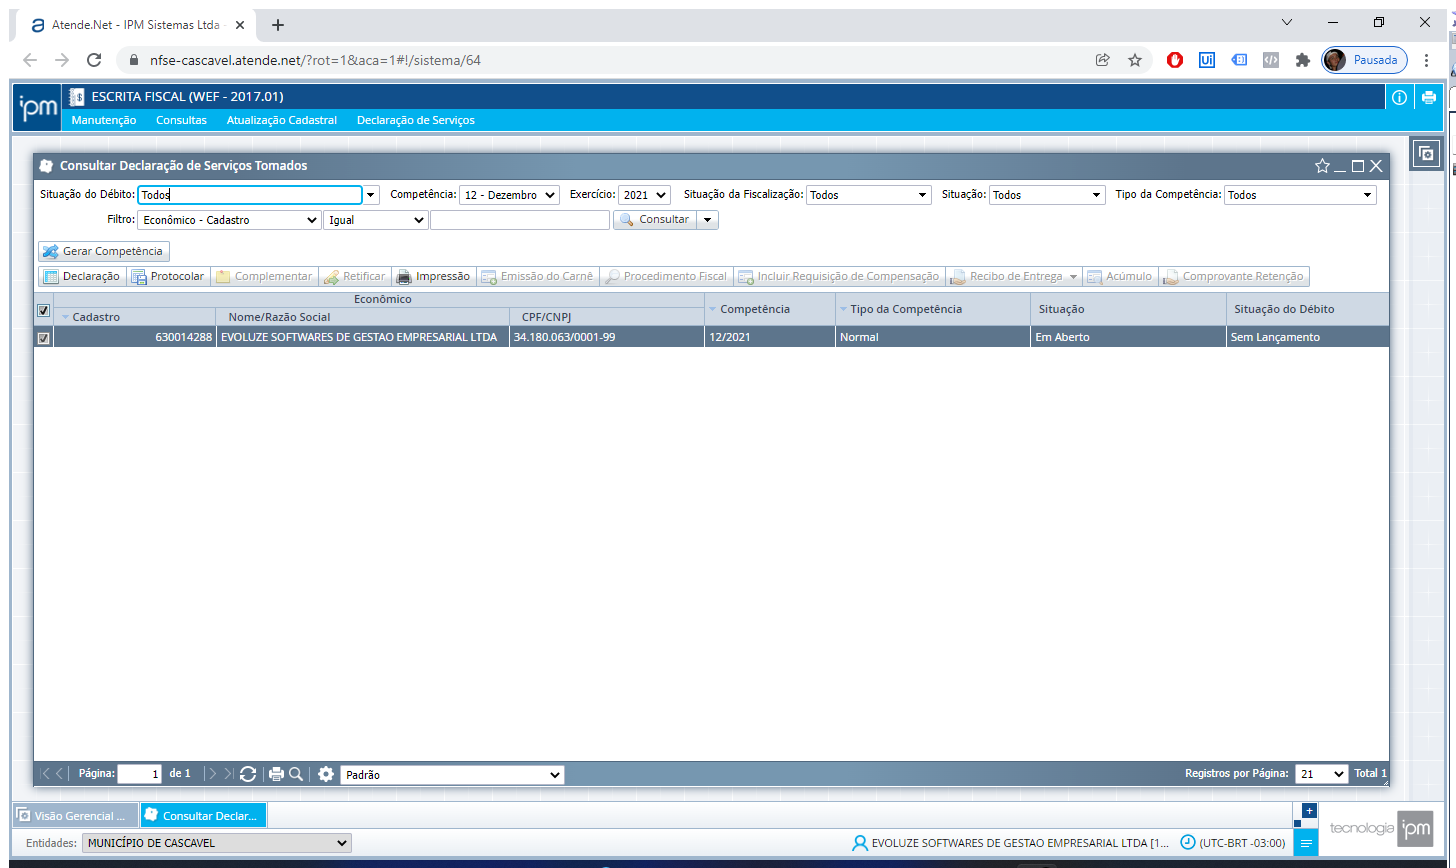 Atende.Net - IPM Sistemas Ltda
nfse-cascavel.atende.net/?rot=1&aca=1#!/sistema/64
Ui
Pausada
ipm
ESCRITA FISCAL (WEF - 2017.01)
Manutenção Consultas Atualização Cadastral Declaração de Serviços
Consultar Declaração de Serviços Tomados
Situação do Débito: Todos Competência: 12 - Dezembro Exercício: 2021 Situação da Fiscalização: Todos Situação: Todos Tipo da Competência: Todos
Filtro: Econômico - Cadastro Igual Consultar
Gerar Competência
Declaração Protocolar Complementar Retificar Impressão Emissão do Carnê Procedimento Fiscal Incluir Requisição de Compensação Recibo de Entrega Acúmulo Comprovante Retenção
Econômico
Cadastro Nome/Razão Social CPF/CNPJ Competência Tipo da Competência Situação Situação do Débito
630014288 EVOLUZE SOFTWARES DE GESTAO EMPRESARIAL LTDA 34.180.063/0001-99 12/2021 Normal Em Aberto Sem Lançamento
Página: 1 de 1 Padrão Registros por Página: 21 Total 1
Visão Gerencial ... Consultar Declar...
Entidades: MUNICÍPIO DE CASCAVEL EVOLUZE SOFTWARES DE GESTAO EMPRESARIAL LTDA [1... (UTC-BRT -03:00)
tecnologia ipm